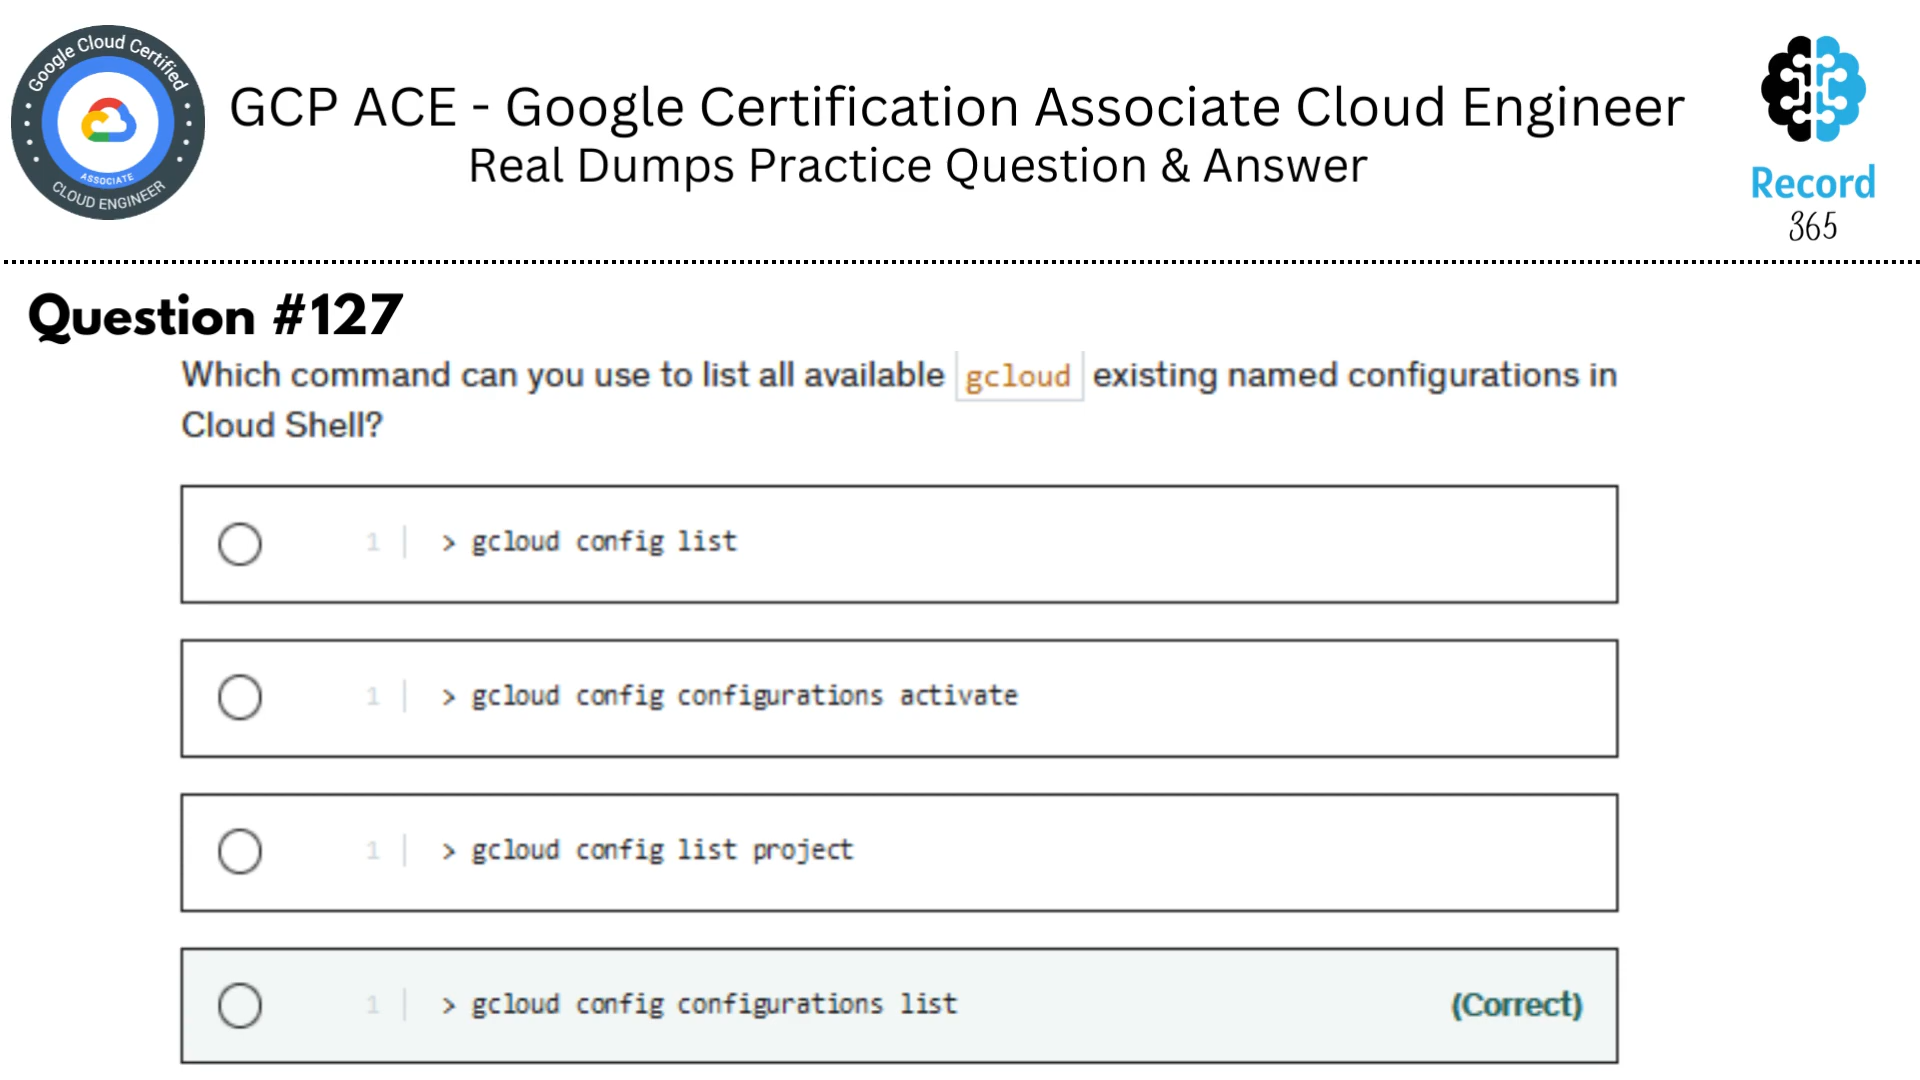 Google Cloud Certified
ASSOCIATE
CLOUD ENGINEER
GCP ACE - Google Certification Associate Cloud Engineer
Real Dumps Practice Question & Answer
Record
365
Question #127
Which command can you use to list all available gcloud existing named configurations in
Cloud Shell?
1 > gcloud config list
1 > gcloud config configurations activate
1 > gcloud config list project
1 > gcloud config configurations list (Correct)